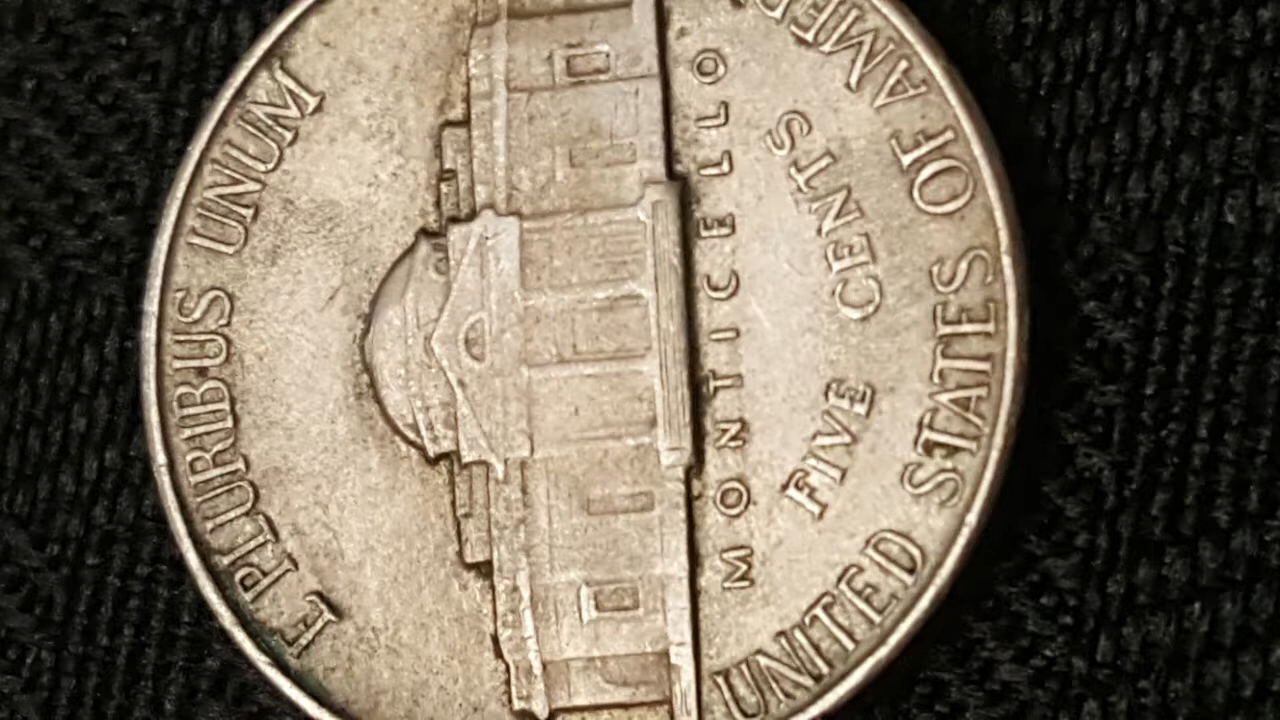 E PLURIBUS UNUM
MONTICELLO
FIVE CENTS
UNITED STATES OF AMER